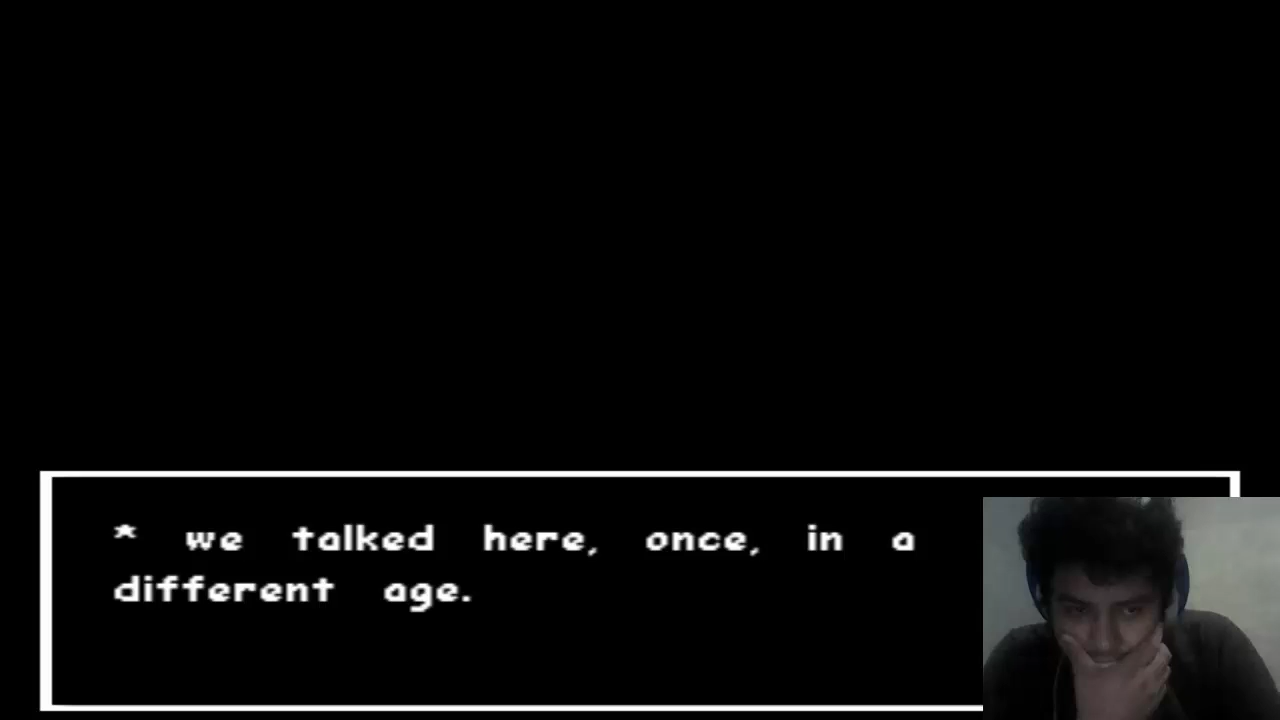 * we talked here, once, in a
different age.